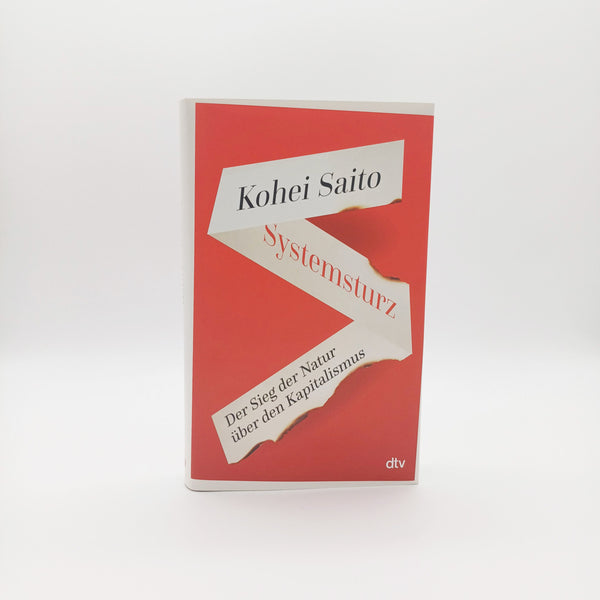 Kohei Saito
Systemsturz
Der Sieg der Natur
über den Kapitalismus
dtv